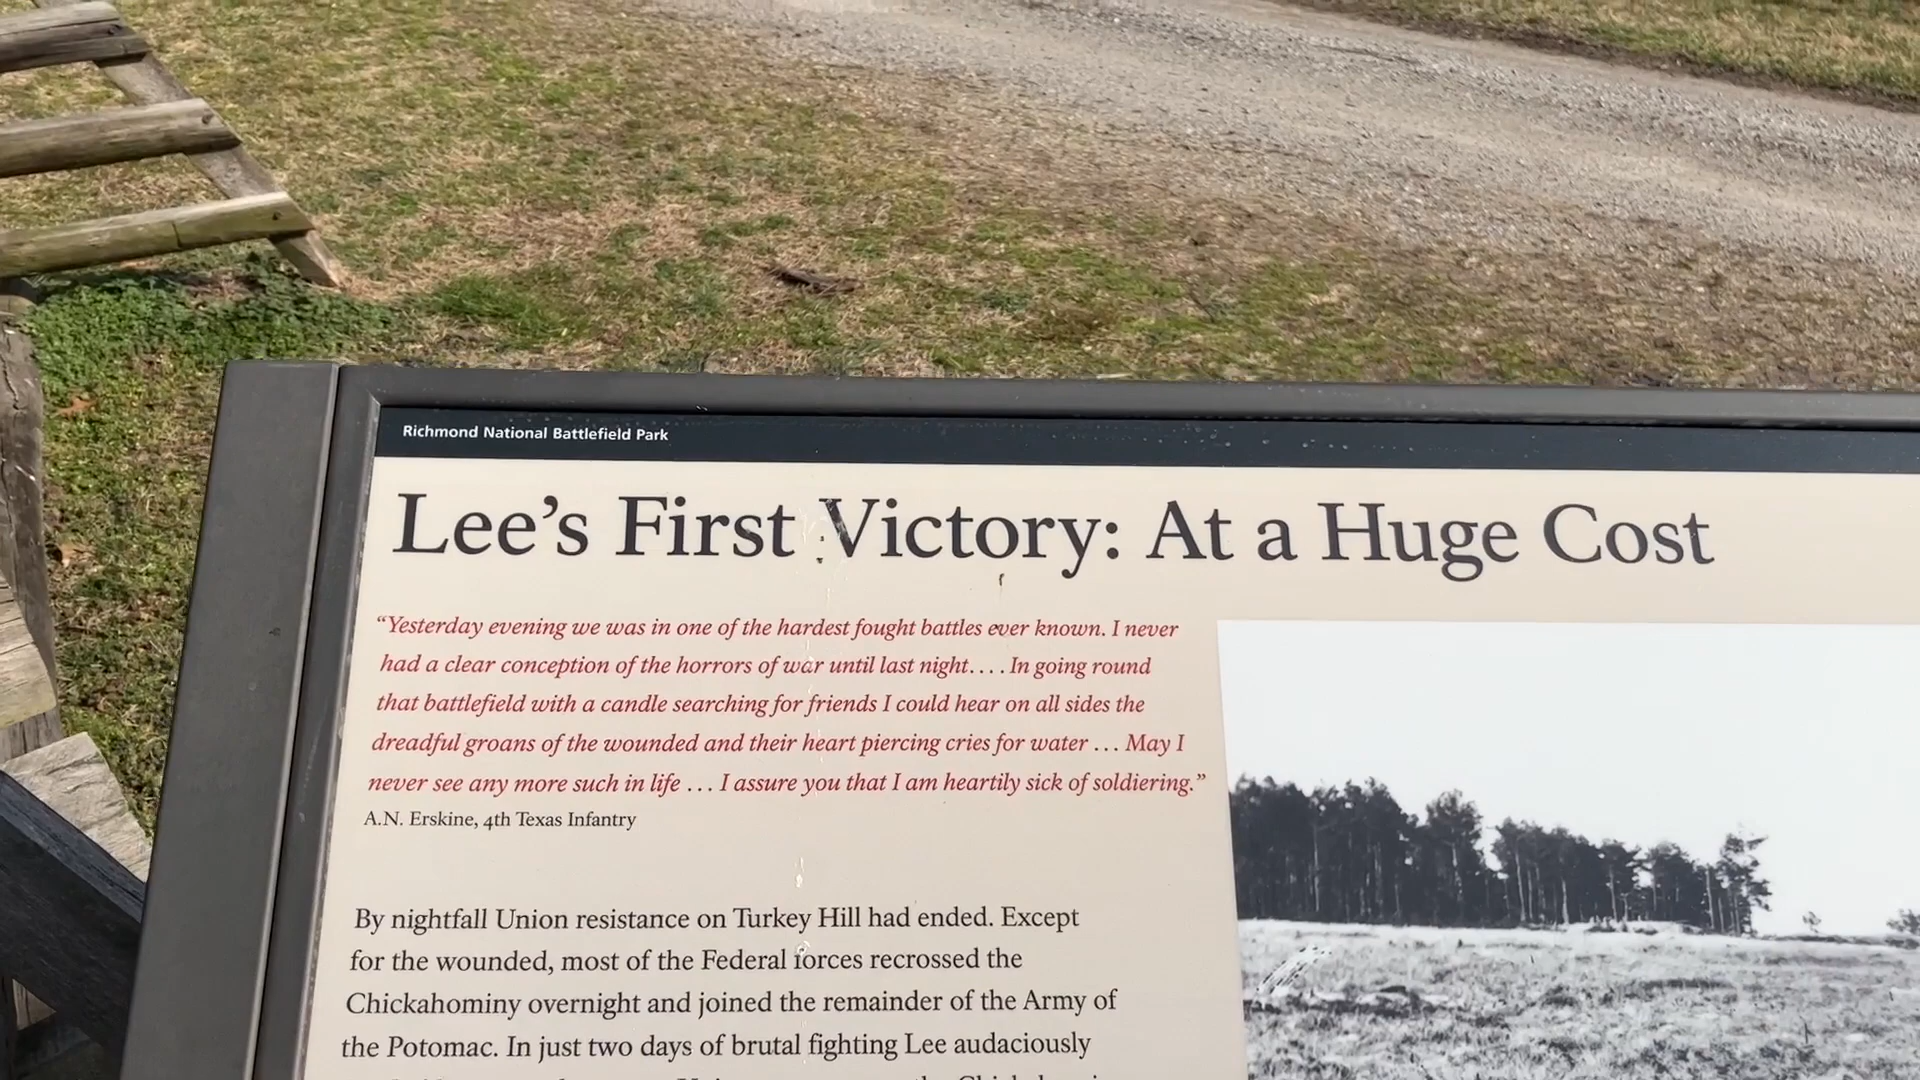 Richmond National Battlefield Park
Lee's First Victory: At a Huge Cost
“Yesterday evening we was in one of the hardest fought battles ever known. I never
had a clear conception of the horrors of war until last night.... In going round
that battlefield with a candle searching for friends I could hear on all sides the
dreadful groans of the wounded and their heart piercing cries for water ... May I
never see any more such in life ... I assure you that I am heartily sick of soldiering.”
A.N. Erskine, 4th Texas Infantry
By nightfall Union resistance on Turkey Hill had ended. Except
for the wounded, most of the Federal forces recrossed the
Chickahominy overnight and joined the remainder of the Army of
the Potomac. In just two days of brutal fighting Lee audaciously